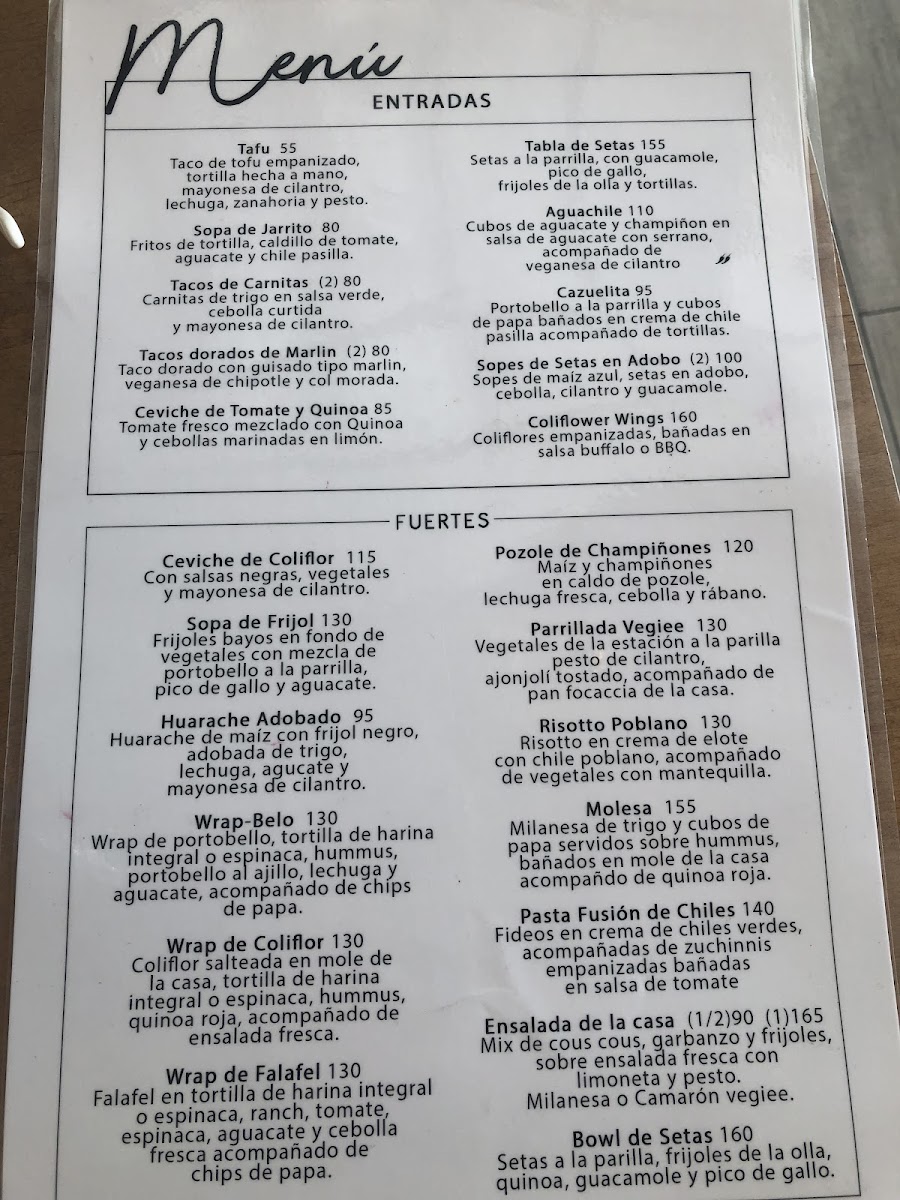 Menú
ENTRADAS
Tafu 55
Taco de tofu empanizado,
tortilla hecha a mano,
mayonesa de cilantro,
lechuga, zanahoria y pesto.
Sopa de Jarrito 80
Fritos de tortilla, caldillo de tomate,
aguacate y chile pasilla.
Tacos de Carnitas (2) 80
Carnitas de trigo en salsa verde,
cebolla curtida
y mayonesa de cilantro.
Tacos dorados de Marlin (2) 80
Taco dorado con guisado tipo marlin,
veganesa de chipotle y col morada.
Ceviche de Tomate y Quinoa 85
Tomate fresco mezclado con Quinoa
y cebollas marinadas en limón.
Tabla de Setas 155
Setas a la parrilla, con guacamole,
pico de gallo,
frijoles de la olla y tortillas.
Aguachile 110
Cubos de aguacate y champiñon en
salsa de aguacate con serrano,
acompañado de
veganesa de cilantro
Cazuelita 95
Portobello a la parrilla y cubos
de papa bañados en crema de chile
pasilla acompañado de tortillas.
Sopes de Setas en Adobo (2) 100
Sopes de maíz azul, setas en adobo,
cebolla, cilantro y guacamole.
Coliflower Wings 160
Coliflores empanizadas, bañadas en
salsa buffalo o BBQ.
FUERTES
Ceviche de Coliflor 115
Con salsas negras, vegetales
y mayonesa de cilantro.
Sopa de Frijol 130
Frijoles bayos en fondo de
vegetales con mezcla de
portobello a la parrilla,
pico de gallo y aguacate.
Huarache Adobado 95
Huarache de maíz con frijol negro,
adobada de trigo,
lechuga, agucate y
mayonesa de cilantro.
Wrap-Belo 130
Wrap de portobello, tortilla de harina
integral o espinaca, hummus,
portobello al ajillo, lechuga y
aguacate, acompañado de chips
de papa.
Wrap de Coliflor 130
Coliflor salteada en mole de
la casa, tortilla de harina
integral o espinaca, hummus,
quinoa roja, acompañado de
ensalada fresca.
Wrap de Falafel 130
Falafel en tortilla de harina integral
o espinaca, ranch, tomate,
espinaca, aguacate y cebolla
fresca acompañado de
chips de papa.
Pozole de Champiñones 120
Maíz y champiñones
en caldo de pozole,
lechuga fresca, cebolla y rábano.
Parrillada Vegiee 130
Vegetales de la estación a la parilla
pesto de cilantro,
ajonjolí tostado, acompañado de
pan focaccia de la casa.
Risotto Poblano 130
Risotto en crema de elote
con chile poblano, acompañado
de vegetales con mantequilla.
Molesa 155
Milanesa de trigo y cubos de
papa servidos sobre hummus,
bañados en mole de la casa
acompañdo de quinoa roja.
Pasta Fusión de Chiles 140
Fideos en crema de chiles verdes,
acompañadas de zuchinnis
empanizadas bañadas
en salsa de tomate
Ensalada de la casa (1/2)90 (1)165
Mix de cous cous, garbanzo y frijoles,
sobre ensalada fresca con
limoneta y pesto.
Milanesa o Camarón vegiee.
Bowl de Setas 160
Setas a la parilla, frijoles de la olla,
quinoa, guacamole y pico de gallo.